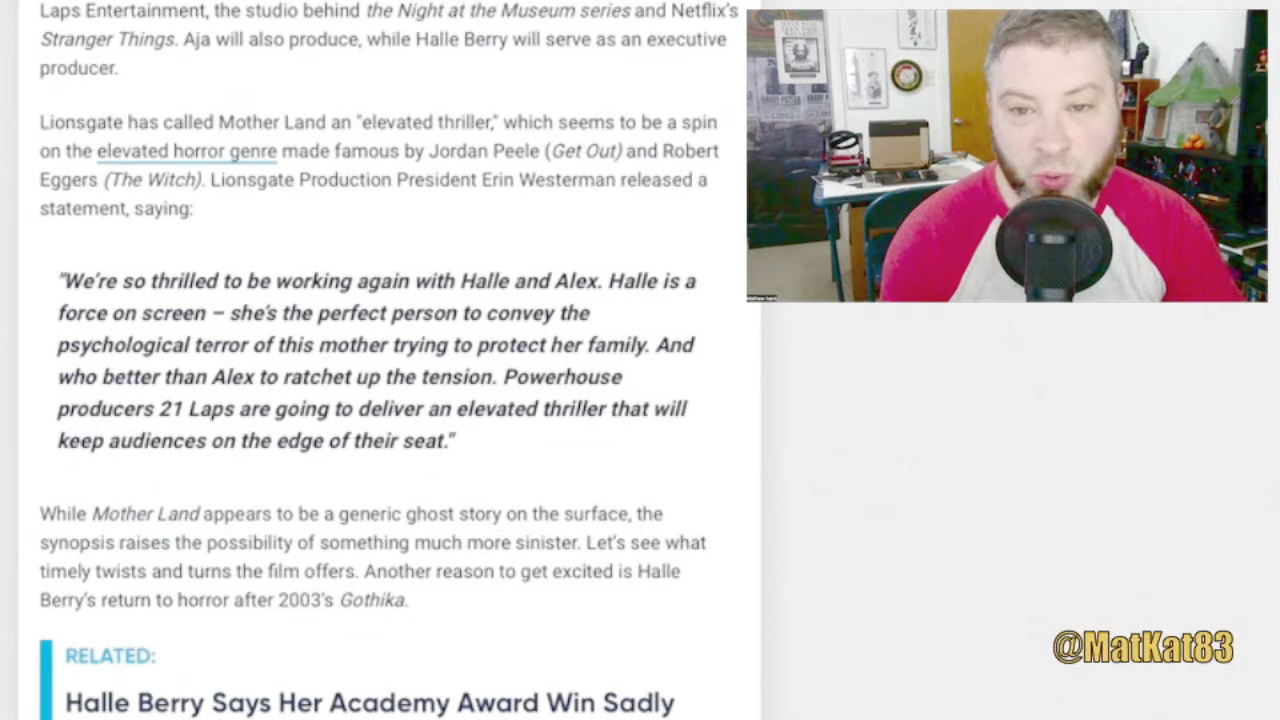 Laps Entertainment, the studio behind the Night at the Museum series and Netflix's
Stranger Things. Aja will also produce, while Halle Berry will serve as an executive
producer.
Lionsgate has called Mother Land an "elevated thriller," which seems to be a spin
on the elevated horror genre made famous by Jordan Peele (Get Out) and Robert
Eggers (The Witch). Lionsgate Production President Erin Westerman released a
statement, saying:
"We're so thrilled to be working again with Halle and Alex. Halle is a
force on screen – she's the perfect person to convey the
psychological terror of this mother trying to protect her family. And
who better than Alex to ratchet up the tension. Powerhouse
producers 21 Laps are going to deliver an elevated thriller that will
keep audiences on the edge of their seat."
While Mother Land appears to be a generic ghost story on the surface, the
synopsis raises the possibility of something much more sinister. Let's see what
timely twists and turns the film offers. Another reason to get excited is Halle
Berry's return to horror after 2003's Gothika.
RELATED:
Halle Berry Says Her Academy Award Win Sadly
HARRY POTTER
@MatKat83